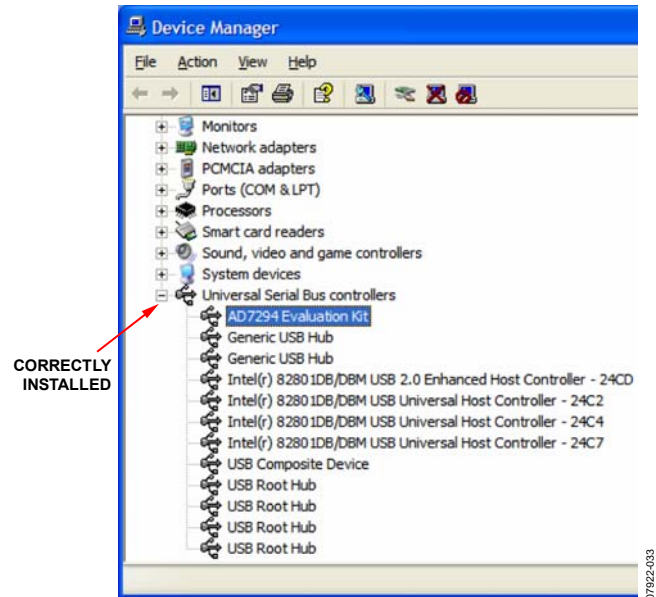 Device Manager
File Action View Help
Monitors
Network adapters
PCMCIA adapters
Ports (COM & LPT)
Processors
Smart card readers
Sound, video and game controllers
System devices
Universal Serial Bus controllers
AD7294 Evaluation Kit
Generic USB Hub
Generic USB Hub
Intel(r) 82801DB/DBM USB 2.0 Enhanced Host Controller - 24CD
Intel(r) 82801DB/DBM USB Universal Host Controller - 24C2
Intel(r) 82801DB/DBM USB Universal Host Controller - 24C4
Intel(r) 82801DB/DBM USB Universal Host Controller - 24C7
USB Composite Device
USB Root Hub
USB Root Hub
USB Root Hub
USB Root Hub
CORRECTLY
INSTALLED
07922-033